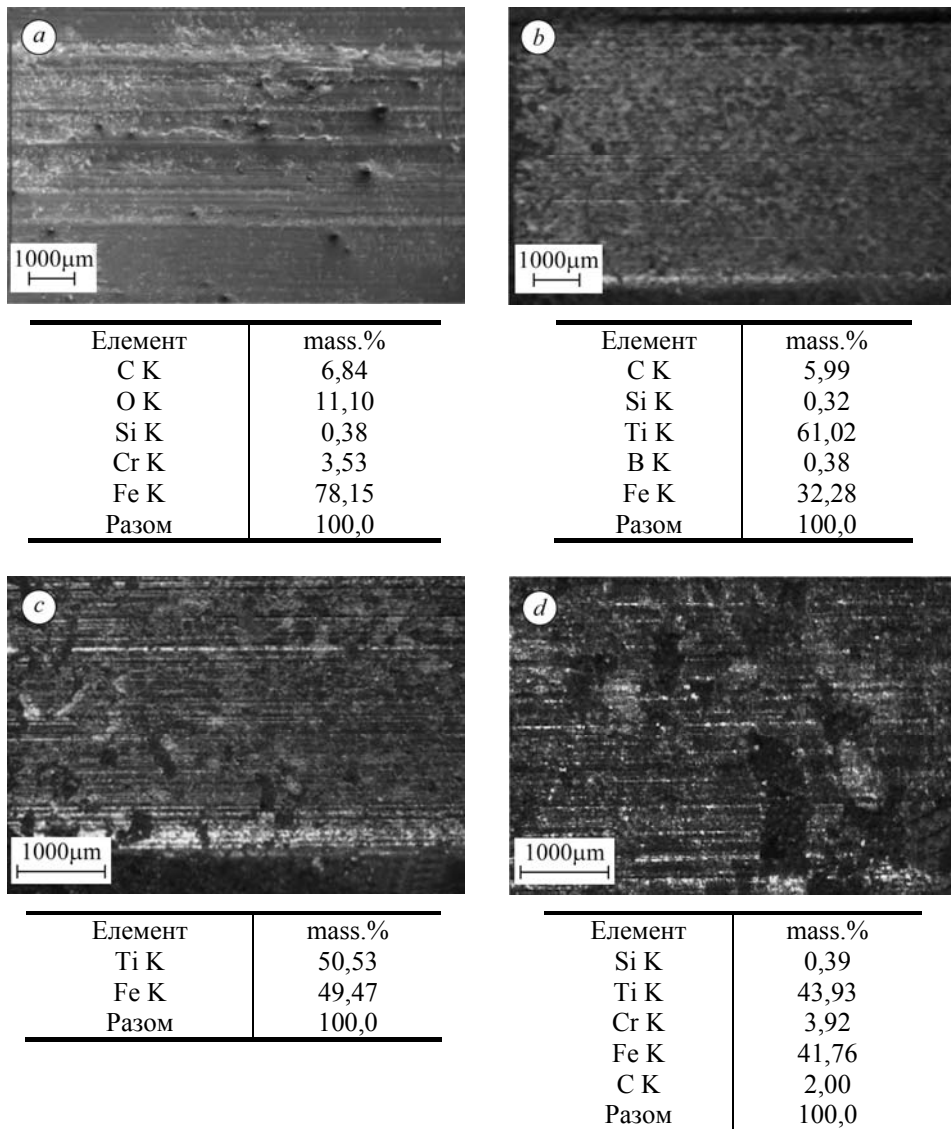 a
b
1000μm
1000μm
Елемент mass.%
C K 6,84
O K 11,10
Si K 0,38
Cr K 3,53
Fe K 78,15
Разом 100,0
Елемент mass.%
C K 5,99
Si K 0,32
Ti K 61,02
B K 0,38
Fe K 32,28
Разом 100,0
c
d
1000μm
1000μm
Елемент mass.%
Ti K 50,53
Fe K 49,47
Разом 100,0
Елемент mass.%
Si K 0,39
Ti K 43,93
Cr K 3,92
Fe K 41,76
C K 2,00
Разом 100,0